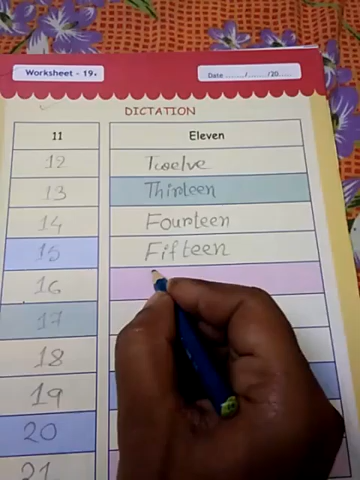 Worksheet - 19.
Date ......./......./20......
DICTATION
11 Eleven
12 Twelve
13 Thirteen
14 Fourteen
15 Fifteen
16
17
18
19
20
21